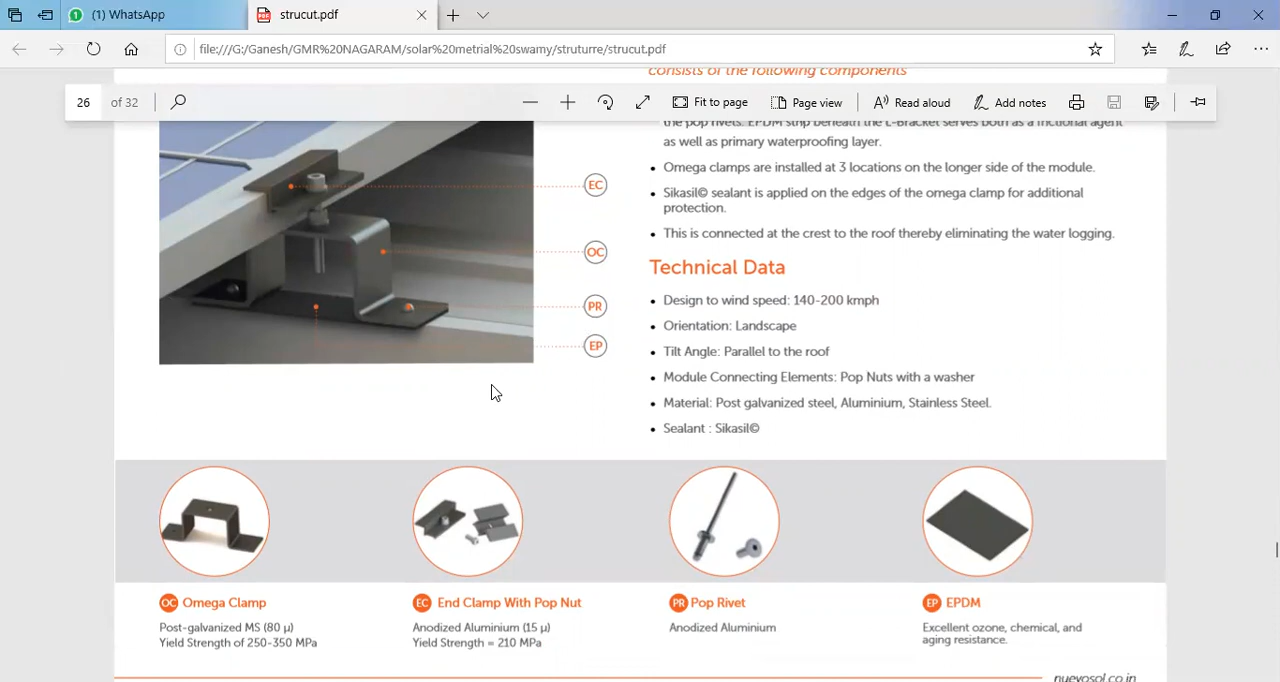 (1) WhatsApp
strucut.pdf
file:///G:/Ganesh/GMR%20NAGARAM/solar%20metrial%20swamy/struturre/strucut.pdf
consists of the following components
26 of 32
Fit to page
Page view
Read aloud
Add notes
the pop rivets. EPDM strip beneath the L-Bracket serves both as a frictional agent
as well as primary waterproofing layer.
• Omega clamps are installed at 3 locations on the longer side of the module.
• Sikasil© sealant is applied on the edges of the omega clamp for additional
protection.
• This is connected at the crest to the roof thereby eliminating the water logging.
EC
OC
PR
EP
Technical Data
• Design to wind speed: 140-200 kmph
• Orientation: Landscape
• Tilt Angle: Parallel to the roof
• Module Connecting Elements: Pop Nuts with a washer
• Material: Post galvanized steel, Aluminium, Stainless Steel.
• Sealant : Sikasil©
OC Omega Clamp
Post-galvanized MS (80 µ)
Yield Strength of 250-350 MPa
EC End Clamp With Pop Nut
Anodized Aluminium (15 µ)
Yield Strength = 210 MPa
PR Pop Rivet
Anodized Aluminium
EP EPDM
Excellent ozone, chemical, and
aging resistance.
nuevosol.co.in